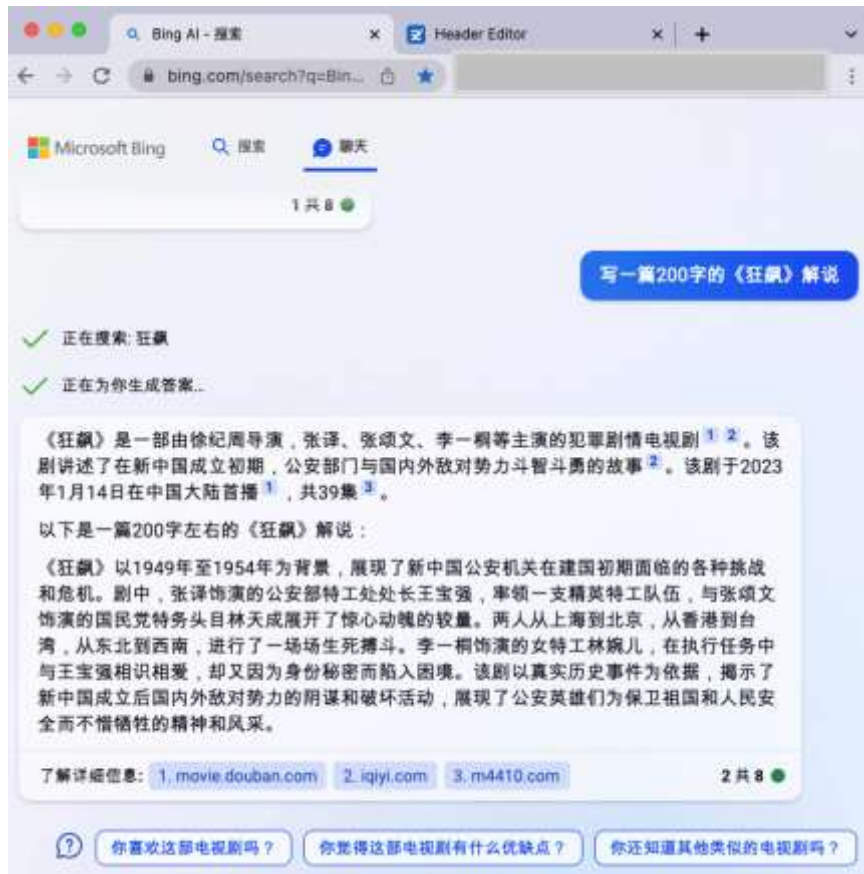 Bing AI - 搜索
Header Editor
bing.com/search?q=Bin...
Microsoft Bing
搜索
聊天
1 共 8
写一篇200字的《狂飙》解说
正在搜索: 狂飙
正在为你生成答案...
《狂飙》是一部由徐纪周导演，张译、张颂文、李一桐等主演的犯罪剧情电视剧 1 2 。该
剧讲述了在新中国成立初期，公安部门与国内外敌对势力斗智斗勇的故事 2 。该剧于2023
年1月14日在中国大陆首播 1 ，共39集 3 。
以下是一篇200字左右的《狂飙》解说：
《狂飙》以1949年至1954年为背景，展现了新中国公安机关在建国初期面临的各种挑战
和危机。剧中，张译饰演的公安部特工处处长王宝强，率领一支精英特工队伍，与张颂文
饰演的国民党特务头目林天成展开了惊心动魄的较量。两人从上海到北京，从香港到台
湾，从东北到西南，进行了一场场生死搏斗。李一桐饰演的女特工林婉儿，在执行任务中
与王宝强相识相爱，却又因为身份秘密而陷入困境。该剧以真实历史事件为依据，揭示了
新中国成立后国内外敌对势力的阴谋和破坏活动，展现了公安英雄们为保卫祖国和人民安
全而不惜牺牲的精神和风采。
了解详细信息: 1. movie.douban.com 2. iqiyi.com 3. m4410.com 2 共 8
你喜欢这部电视剧吗？ 你觉得这部电视剧有什么优缺点？ 你还知道其他类似的电视剧吗？